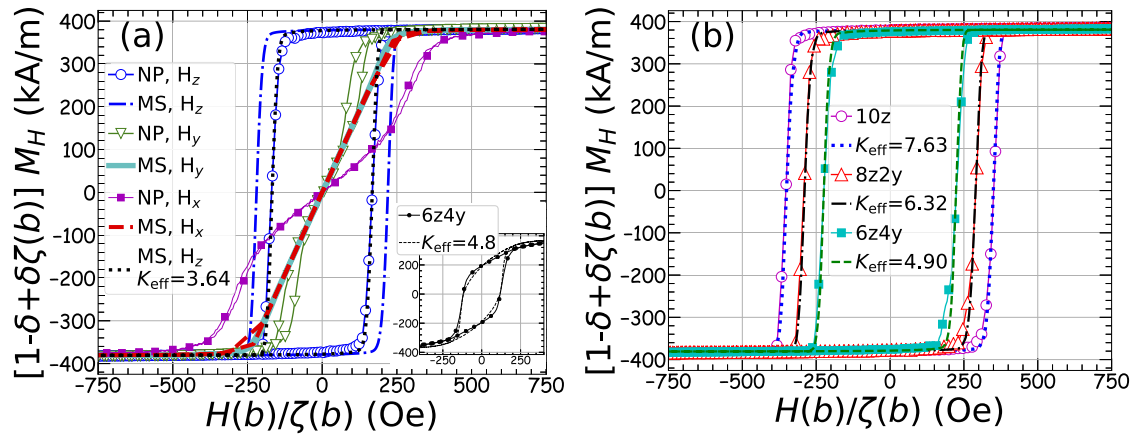 (a)
[1-δ+δζ(b)] M_H (kA/m)
400
300
200
100
0
−100
−200
−300
−400
NP, H_z
MS, H_z
NP, H_y
MS, H_y
NP, H_x
MS, H_x
MS, H_z
K_eff=3.64
6z4y
K_eff=4.8
200
0
−200
−400
−250 0 250
−750 −500 −250 0 250 500 750
H(b)/ζ(b) (Oe)
(b)
[1-δ+δζ(b)] M_H (kA/m)
400
300
200
100
0
−100
−200
−300
−400
10z
K_eff=7.63
8z2y
K_eff=6.32
6z4y
K_eff=4.90
−750 −500 −250 0 250 500 750
H(b)/ζ(b) (Oe)